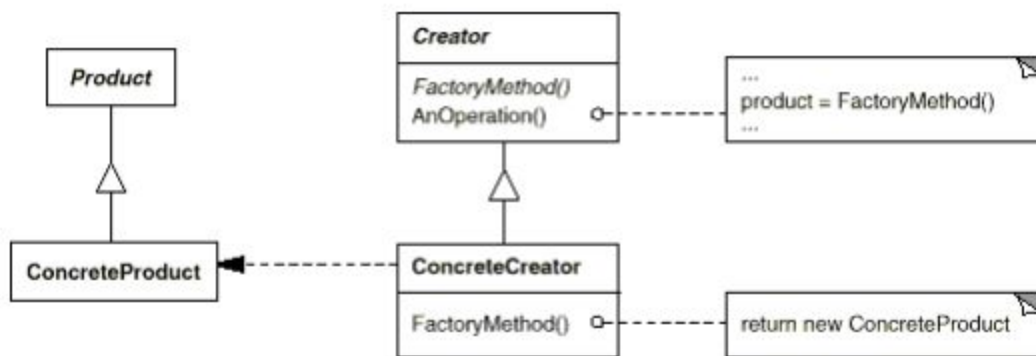 Creator
Product
FactoryMethod()
AnOperation()
...
product = FactoryMethod()
...
ConcreteProduct
ConcreteCreator
FactoryMethod()
return new ConcreteProduct